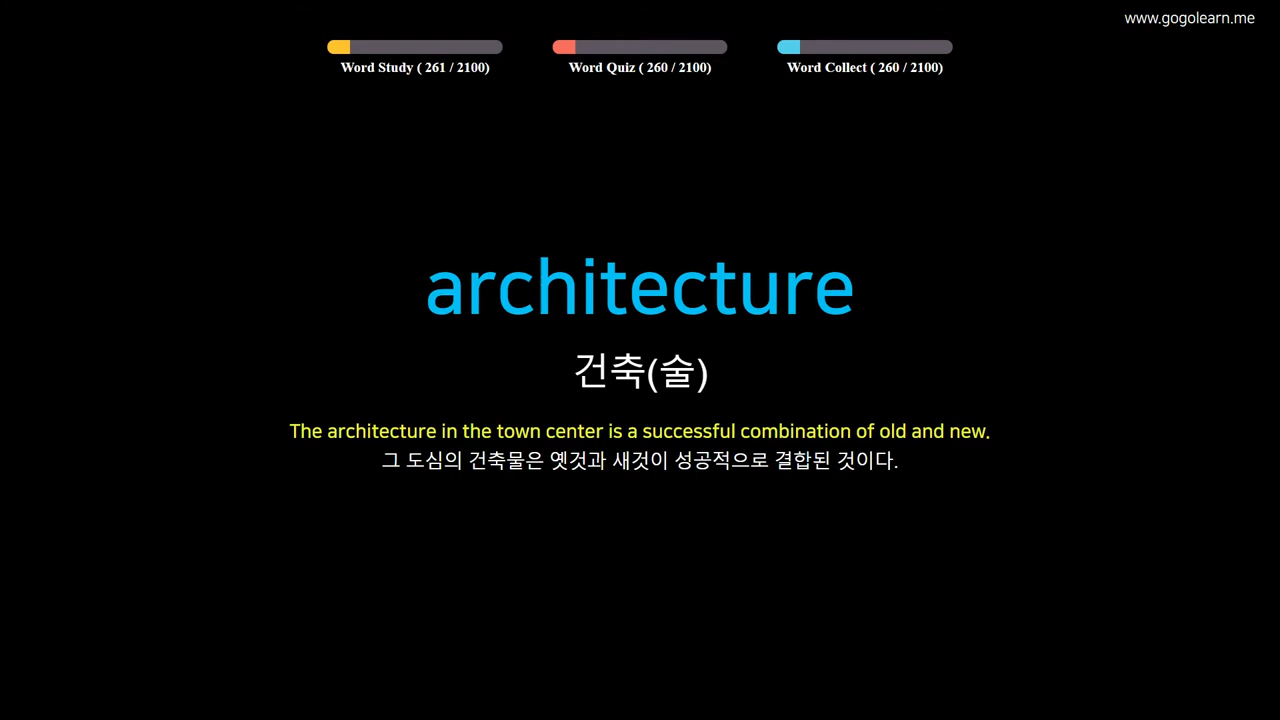 www.gogolearn.me
Word Study ( 261 / 2100)
Word Quiz ( 260 / 2100)
Word Collect ( 260 / 2100)
architecture
건축(술)
The architecture in the town center is a successful combination of old and new.
그 도심의 건축물은 옛것과 새것이 성공적으로 결합된 것이다.